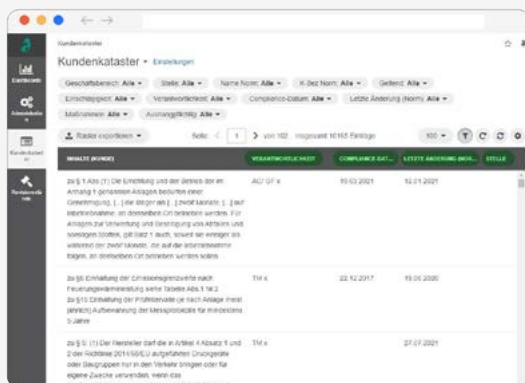 Kundenkataster
Kundenkataster Einstellungen
Geschäftsbereich: Alle Stelle: Alle Name Norm: Alle K-Bez Norm: Alle Geltend: Alle
Einschlägigkeit: Alle Verantwortlichkeit: Alle Compliance-Datum: Alle Letzte Änderung (Norm): Alle
Maßnahmen: Alle Aushangpflichtig: Alle
Dashboards
Raster exportieren Seite: 1 von 102 Insgesamt 10165 Einträge 100
INHALTE (KUNDE) VERANTWORTLICHKEIT COMPLIANCE DAT... LETZTE ÄNDERUNG (NOR... STELLE
zu § 1 Abs (1) Die Errichtung und der Betrieb der im 10.03.2021 12.01.2021
Anhang 1 genannten Anlagen bedürfen einer
Genehmigung, [...] die länger als [...] zwölf Monate, [...] auf
Inbetriebnahme, an demselben Ort betrieben werden. Für
Anlagen zur Verwertung und Beseitigung von Abfällen und
sonstigen Stoffen, gilt Satz 1 auch, soweit sie weniger als
während der zwölf Monate, die auf die Inbetriebnahme
folgen, an demselben Ort betrieben werden sollen
zu §6 Einhaltung der Emissionsgrenzwerte nach TM x 22.12.2017 19.06.2020
Feuerungswärmeleistung siehe Tabelle Abs.1 Nr.2
zu §15 Einhaltung der Prüfintervalle (je nach Anlage meist
jährlich) Aufbewahrung der Messprotokolle für mindestens
5 Jahre
zu § 5: (1) Der Hersteller darf die in Artikel 4 Absatz 1 und TM x 27.07.2021
2 der Richtlinie 2014/68/EU aufgeführten Druckgeräte
oder Baugruppen nur in den Verkehr bringen oder für
eigene Zwecke verwenden, wenn das